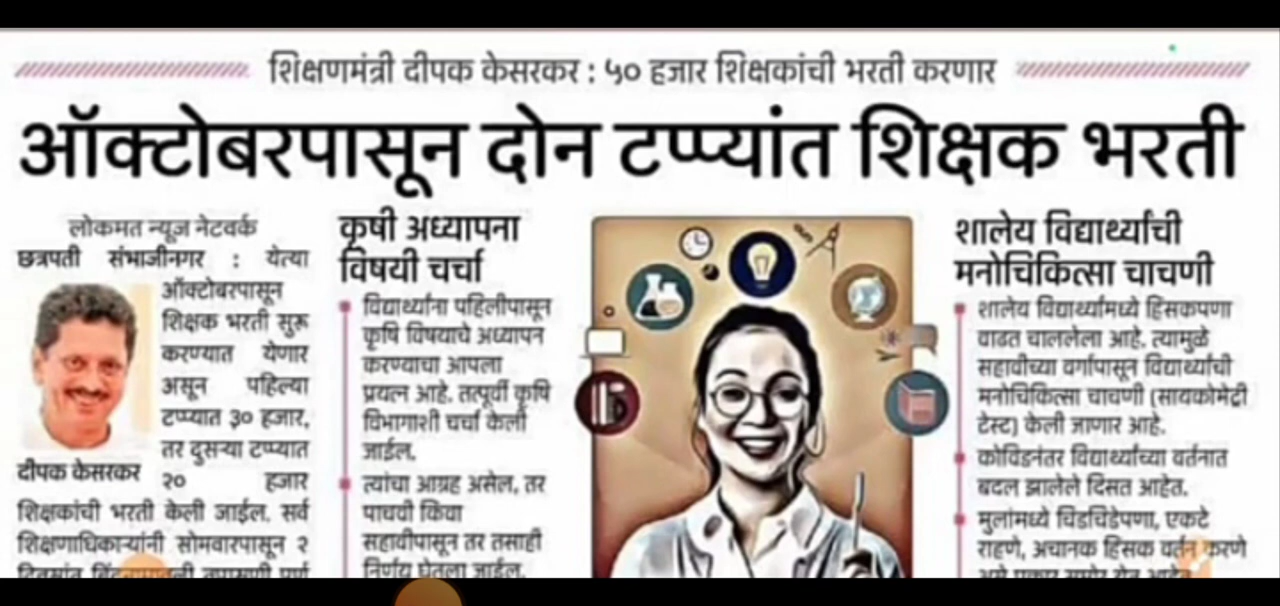 शिक्षणमंत्री दीपक केसरकर : ५० हजार शिक्षकांची भरती करणार
ऑक्टोबरपासून दोन टप्प्यांत शिक्षक भरती
लोकमत न्यूज नेटवर्क
छत्रपती संभाजीनगर : येत्या
ऑक्टोबरपासून
शिक्षक भरती सुरू
करण्यात येणार
असून पहिल्या
टप्प्यात ३० हजार,
तर दुसऱ्या टप्प्यात
२० हजार
दीपक केसरकर
शिक्षकांची भरती केली जाईल. सर्व
शिक्षणाधिकाऱ्यांनी सोमवारपासून २
कृषी अध्यापना
विषयी चर्चा
विद्यार्थ्यांना पहिलीपासून
कृषि विषयाचे अध्यापन
करण्याचा आपला
प्रयत्न आहे. तत्पूर्वी कृषि
विभागाशी चर्चा केली
जाईल.
त्यांचा आग्रह असेल, तर
पाचवी किंवा
सहावीपासून तर तसाही
निर्णय घेतला जाईल.
शालेय विद्यार्थ्यांची
मनोचिकित्सा चाचणी
शालेय विद्यार्थ्यांमध्ये हिंसकपणा
वाढत चाललेला आहे. त्यामुळे
सहावीच्या वर्गापासून विद्यार्थ्यांची
मनोचिकित्सा चाचणी (सायकोमेट्री
टेस्ट) केली जाणार आहे.
कोविडनंतर विद्यार्थ्यांच्या वर्तनात
बदल झालेले दिसत आहेत.
मुलांमध्ये चिडचिडेपणा, एकटे
राहणे, अचानक हिंसक वर्तन करणे